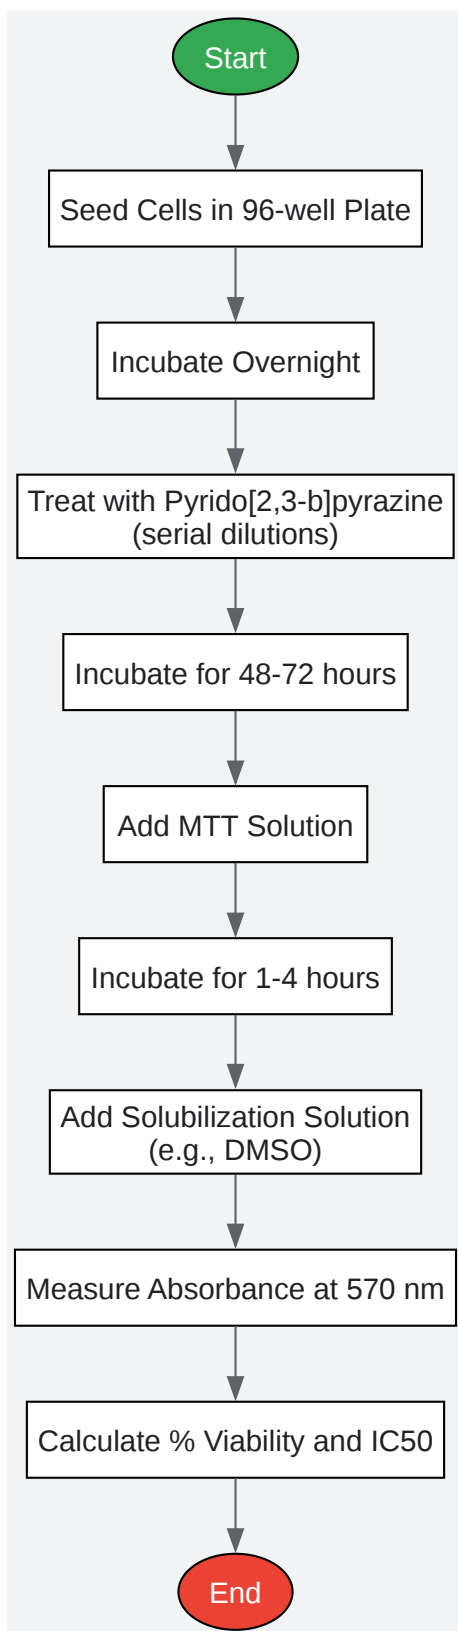 Start
Seed Cells in 96-well Plate
Incubate Overnight
Treat with Pyrido[2,3-b]pyrazine
(serial dilutions)
Incubate for 48-72 hours
Add MTT Solution
Incubate for 1-4 hours
Add Solubilization Solution
(e.g., DMSO)
Measure Absorbance at 570 nm
Calculate % Viability and IC50
End